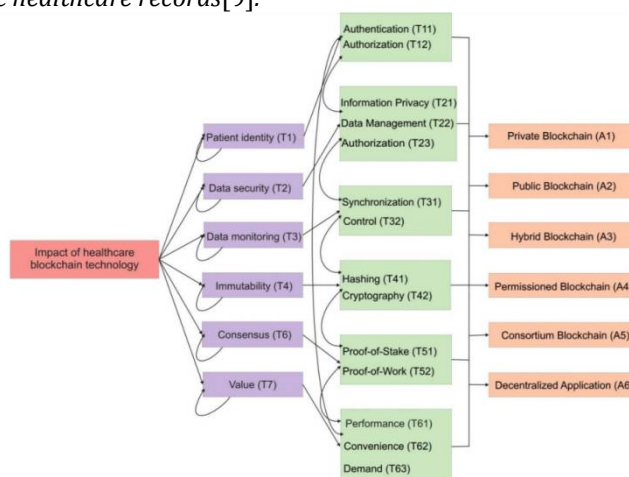 healthcare records[9].
Authentication (T11)
Authorization (T12)
Information Privacy (T21)
Data Management (T22)
Authorization (T23)
Synchronization (T31)
Control (T32)
Hashing (T41)
Cryptography (T42)
Proof-of-Stake (T51)
Proof-of-Work (T52)
Performance (T61)
Convenience (T62)
Demand (T63)
Patient identity (T1)
Data security (T2)
Data monitoring (T3)
Immutability (T4)
Consensus (T6)
Value (T7)
Impact of healthcare
blockchain technology
Private Blockchain (A1)
Public Blockchain (A2)
Hybrid Blockchain (A3)
Permissioned Blockchain (A4
Consortium Blockchain (A5)
Decentralized Application (A6